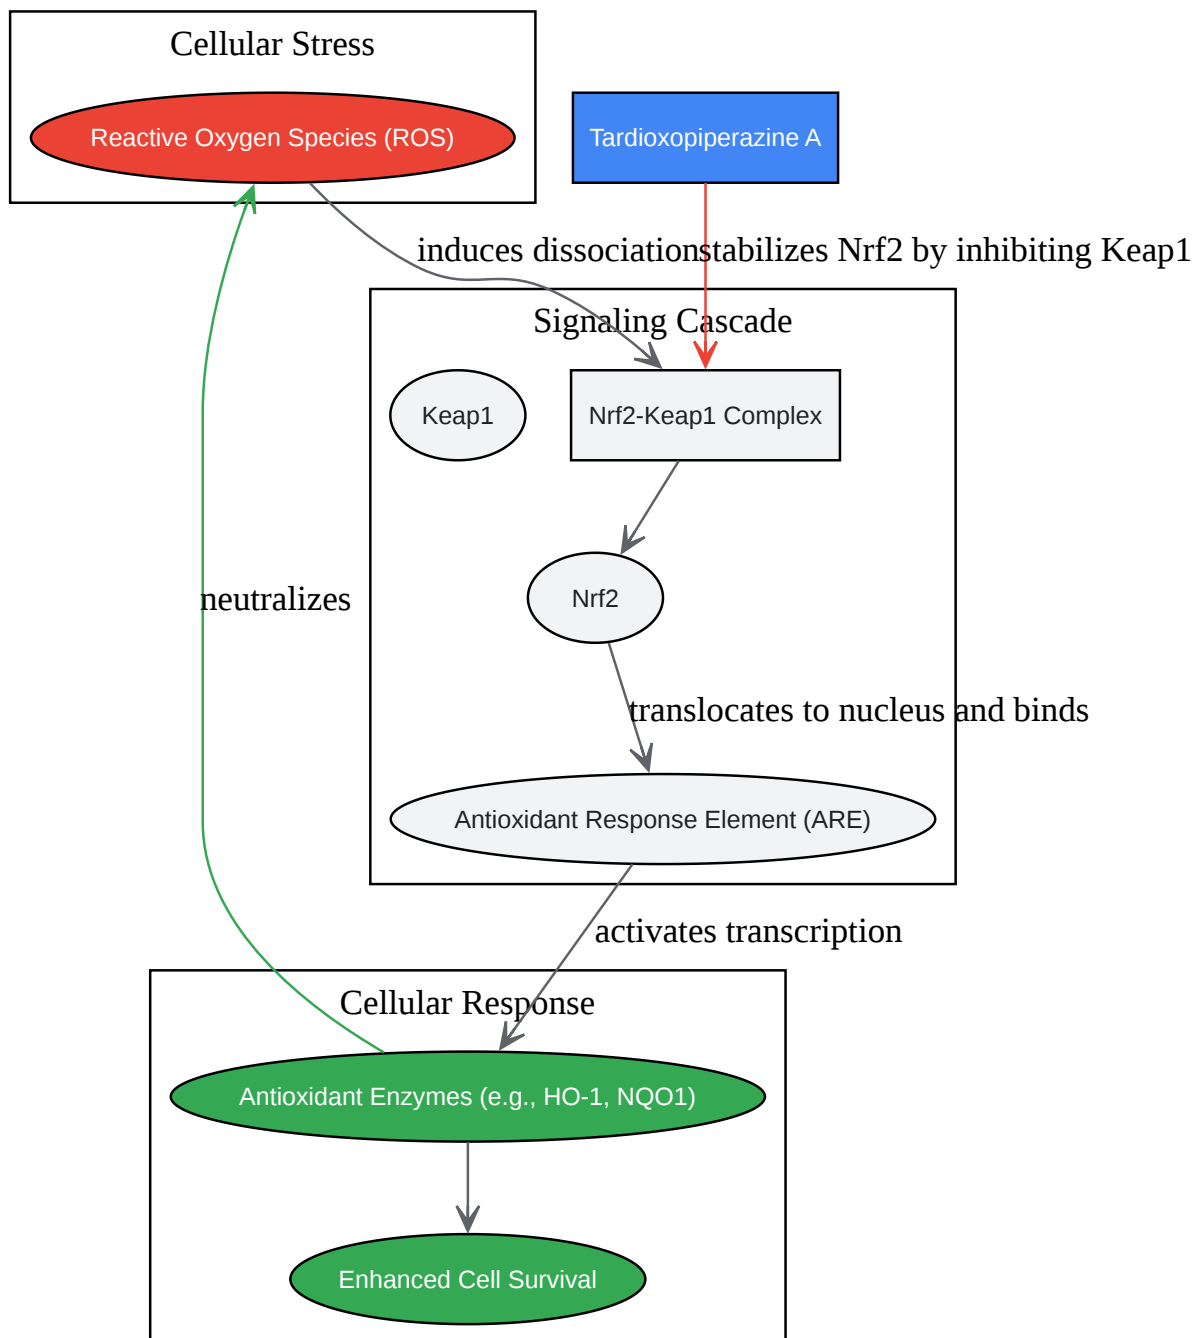 Cellular Stress
Reactive Oxygen Species (ROS)
Tardioxopiperazine A
induces dissociation
stabilizes Nrf2 by inhibiting Keap1
Signaling Cascade
Keap1
Nrf2-Keap1 Complex
Nrf2
neutralizes
translocates to nucleus and binds
Antioxidant Response Element (ARE)
activates transcription
Cellular Response
Antioxidant Enzymes (e.g., HO-1, NQO1)
Enhanced Cell Survival